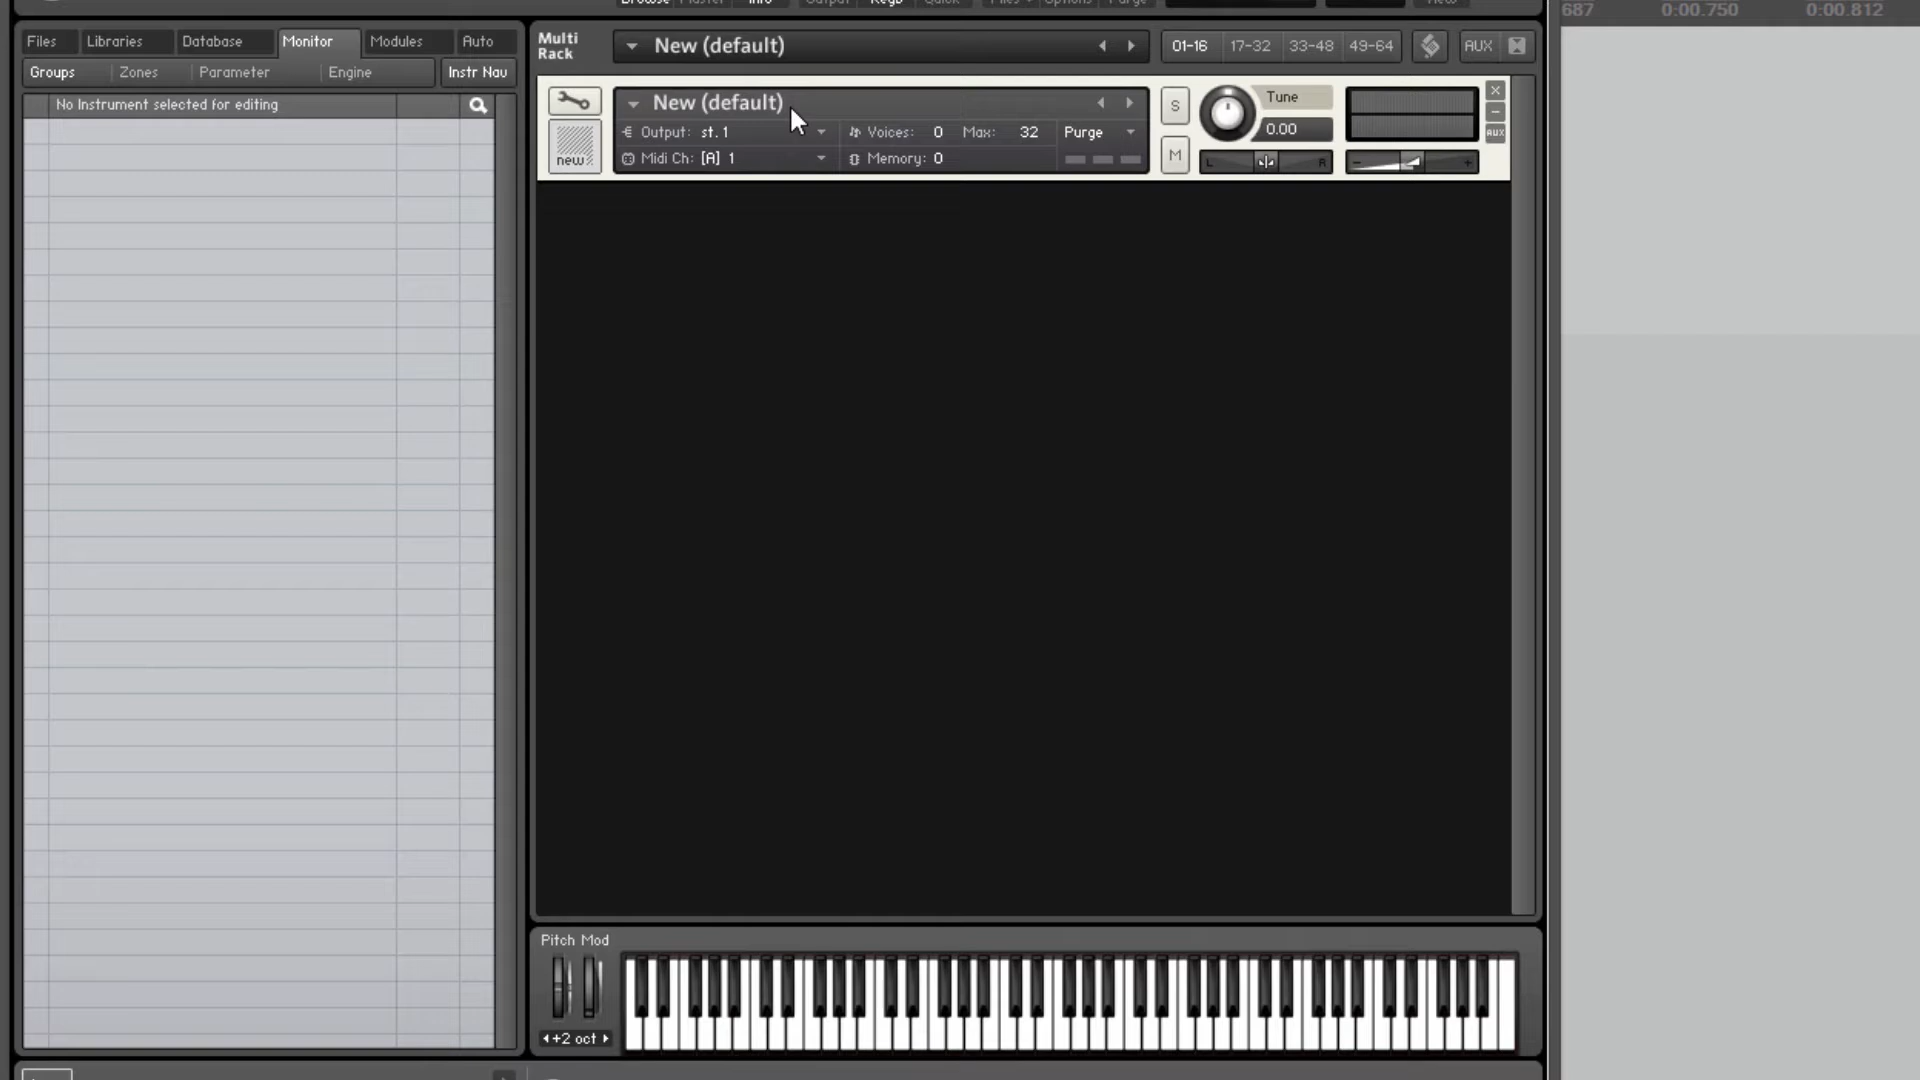 687 0:00.750 0:00.812
Files Libraries Database Monitor Modules Auto
Groups Zones Parameter Engine Instr Nav
No Instrument selected for editing
Multi
Rack
New (default)
01-16 17-32 33-48 49-64 AUX
New (default)
Output: st. 1 Voices: 0 Max: 32 Purge
new
Midi Ch: [A] 1 Memory: 0
S
M
Tune
0.00
L R
- +
AUX
Pitch Mod
+2 oct